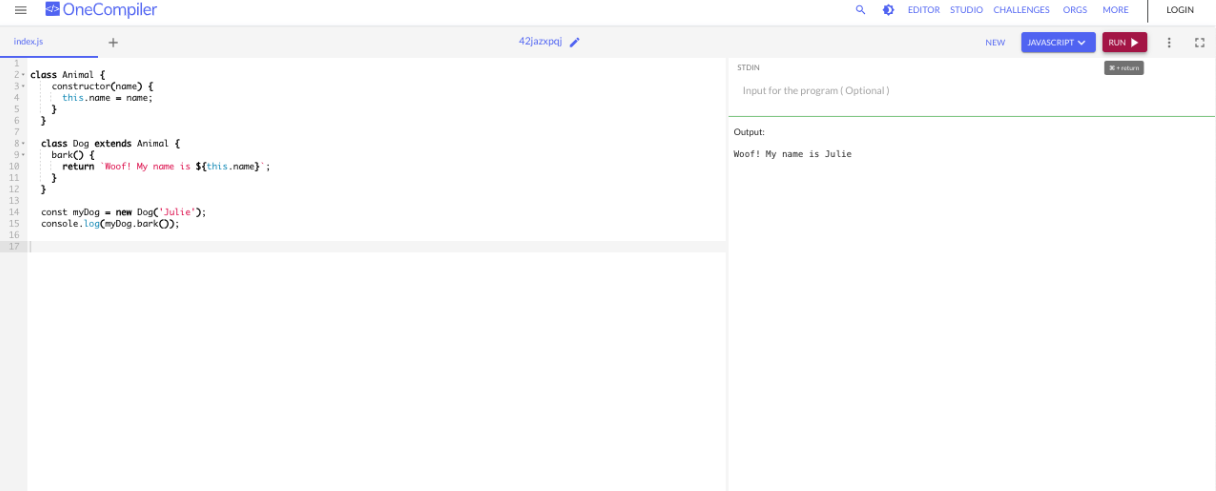 OneCompiler
EDITOR STUDIO CHALLENGES ORGS MORE LOGIN
index.js + 42jazxpqj NEW JAVASCRIPT RUN
⌘ + return
1
2 class Animal {
3 constructor(name) {
4 this.name = name;
5 }
6 }
7
8 class Dog extends Animal {
9 bark() {
10 return `Woof! My name is ${this.name}`;
11 }
12 }
13
14 const myDog = new Dog('Julie');
15 console.log(myDog.bark());
16
17
STDIN
Input for the program ( Optional )
Output:
Woof! My name is Julie